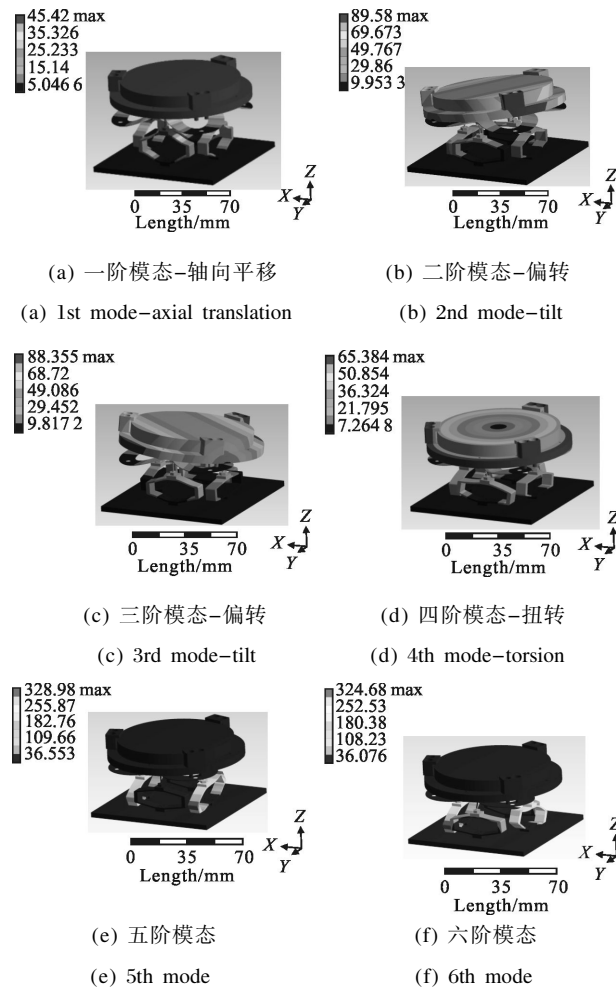 45.42 max
35.326
25.233
15.14
5.046 6
0 35 70
Length/mm
X Y Z
(a) 一阶模态-轴向平移
(a) 1st mode-axial translation
89.58 max
69.673
49.767
29.86
9.953 3
0 35 70
Length/mm
X Y Z
(b) 二阶模态-偏转
(b) 2nd mode-tilt
88.355 max
68.72
49.086
29.452
9.817 2
0 35 70
Length/mm
X Y Z
(c) 三阶模态-偏转
(c) 3rd mode-tilt
65.384 max
50.854
36.324
21.795
7.264 8
0 35 70
Length/mm
X Y Z
(d) 四阶模态-扭转
(d) 4th mode-torsion
328.98 max
255.87
182.76
109.66
36.553
0 35 70
Length/mm
X Y Z
(e) 五阶模态
(e) 5th mode
324.68 max
252.53
180.38
108.23
36.076
0 35 70
Length/mm
X Y Z
(f) 六阶模态
(f) 6th mode